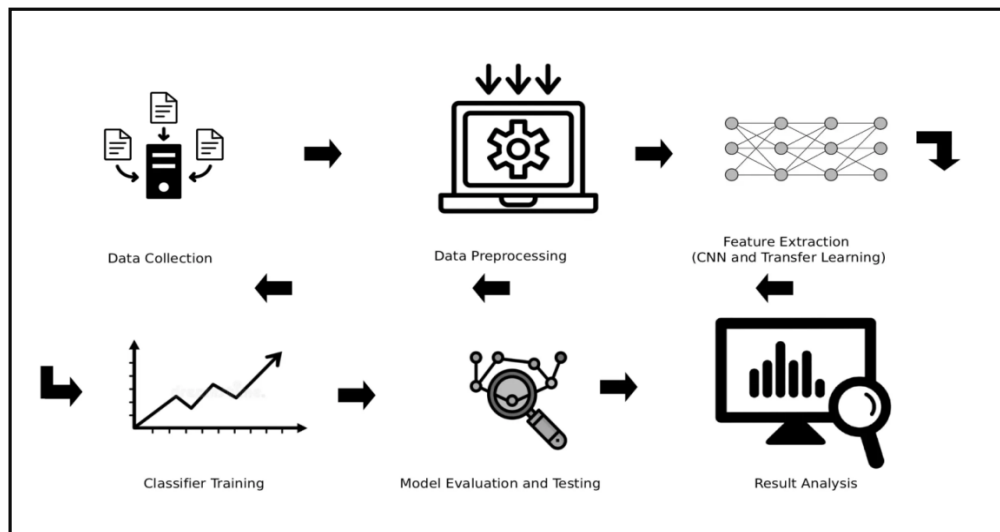 Data Collection
Data Preprocessing
Feature Extraction
(CNN and Transfer Learning)
Classifier Training
Model Evaluation and Testing
Result Analysis